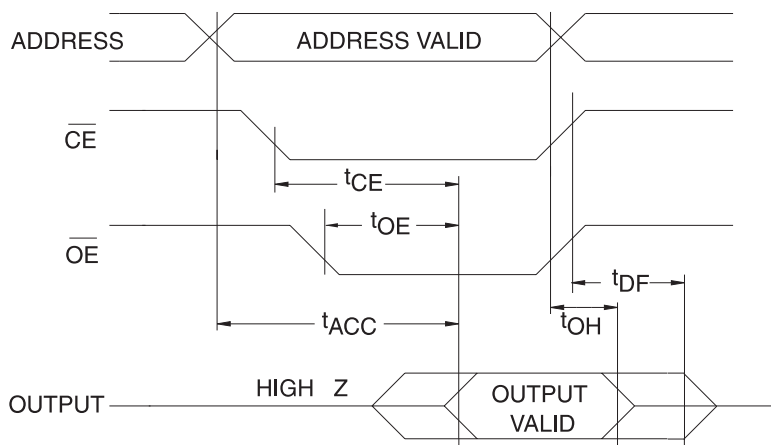 ADDRESS
ADDRESS VALID
CE
tCE
OE
tOE
tDF
tACC
tOH
OUTPUT
HIGH Z
OUTPUT
VALID